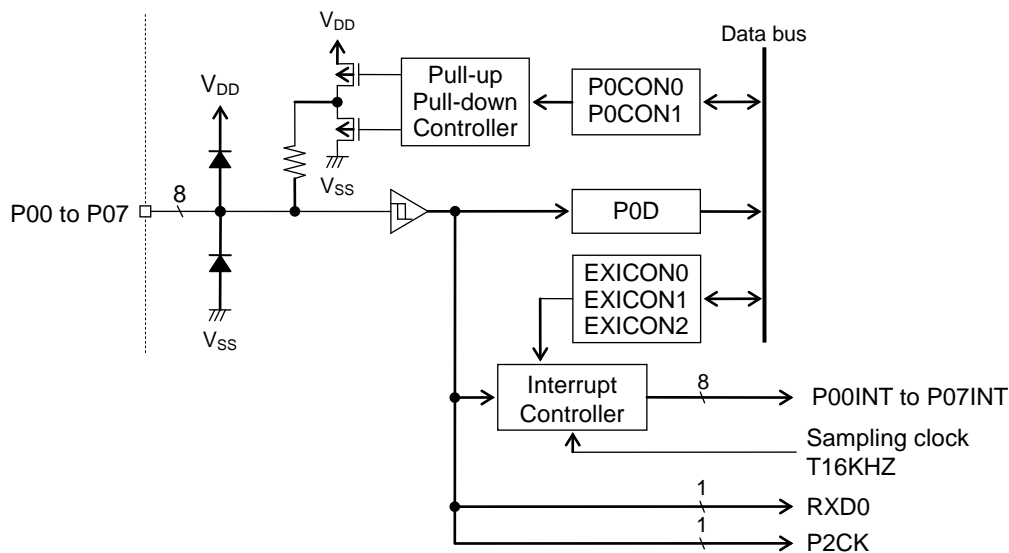 VDD
Data bus
VDD
Pull-up
Pull-down
Controller
P0CON0
P0CON1
VSS
P00 to P07
8
P0D
EXICON0
EXICON1
EXICON2
VSS
Interrupt
Controller
8
P00INT to P07INT
Sampling clock
T16KHZ
1
RXD0
1
P2CK